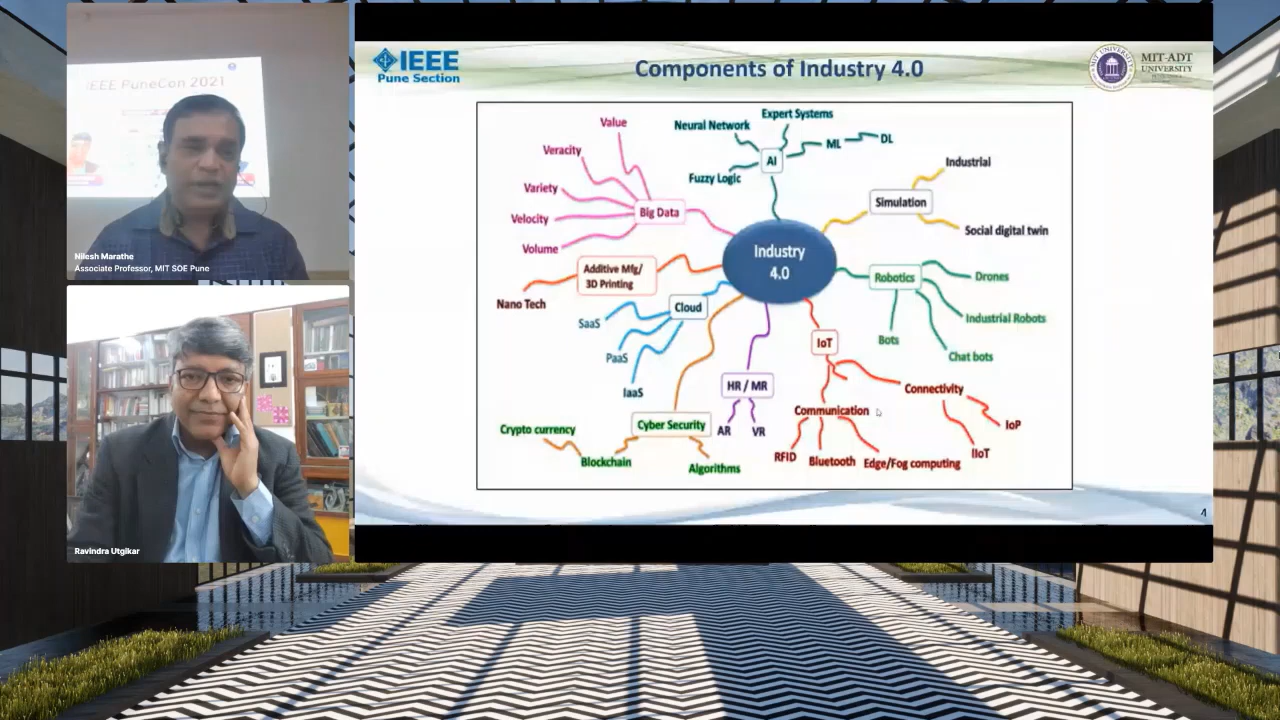 IEEE PuneCon 2021
Nilesh Marathe
Associate Professor, MIT SOE Pune
Ravindra Utgikar
IEEE
Pune Section
Components of Industry 4.0
MIT-ADT
UNIVERSITY
Value
Veracity
Variety
Velocity
Volume
Big Data
Neural Network
Expert Systems
ML
DL
AI
Fuzzy Logic
Industrial
Simulation
Social digital twin
Industry
4.0
Additive Mfg/
3D Printing
Nano Tech
Robotics
Drones
Industrial Robots
Bots
Chat bots
Cloud
SaaS
PaaS
IaaS
IoT
HR / MR
AR
VR
Communication
Connectivity
IoP
IIoT
RFID
Bluetooth
Edge/Fog computing
Cyber Security
Crypto currency
Blockchain
Algorithms
4